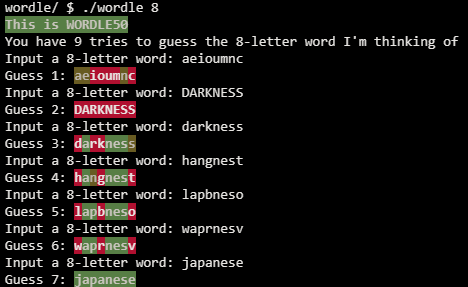 wordle/ $ ./wordle 8
This is WORDLE50
You have 9 tries to guess the 8-letter word I'm thinking of
Input a 8-letter word: aeioumnc
Guess 1: aeioumnc
Input a 8-letter word: DARKNESS
Guess 2: DARKNESS
Input a 8-letter word: darkness
Guess 3: darkness
Input a 8-letter word: hangnest
Guess 4: hangnest
Input a 8-letter word: lapbneso
Guess 5: lapbneso
Input a 8-letter word: waprnesv
Guess 6: waprnesv
Input a 8-letter word: japanese
Guess 7: japanese